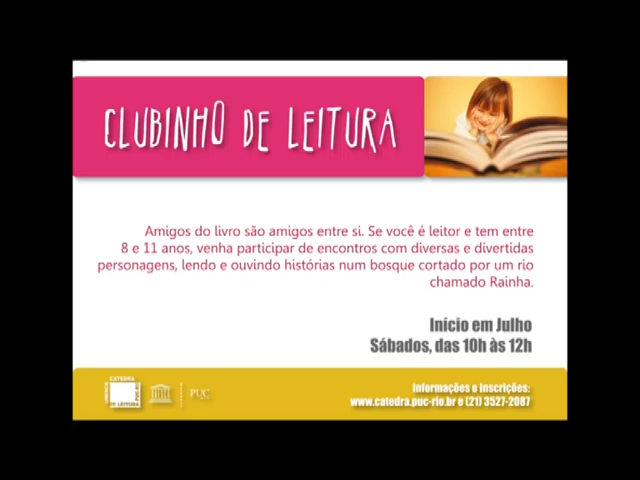 CLUBINHO DE LEITURA
Amigos do livro são amigos entre si. Se você é leitor e tem entre
8 e 11 anos, venha participar de encontros com diversas e divertidas
personagens, lendo e ouvindo histórias num bosque cortado por um rio
chamado Rainha.
Início em Julho
Sábados, das 10h às 12h
CATEDRA
DE LEITURA
PUC
Informações e Inscrições:
www.catedra.puc-rio.br e (21) 3527-2087